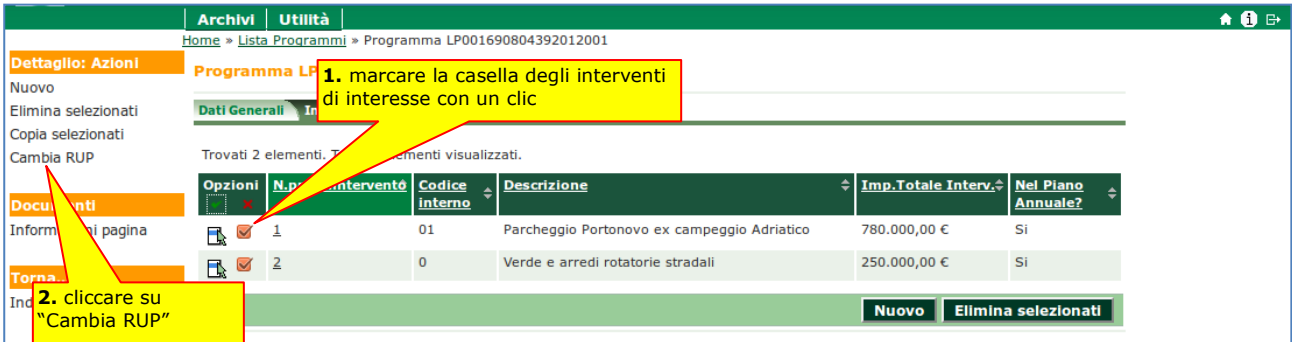 Archivi Utilità
Home » Lista Programmi » Programma LP001690804392012001
Dettaglio: Azioni
Nuovo
Elimina selezionati
Copia selezionati
Cambia RUP
Documenti
pagina
Torna
Programma LP
1. marcare la casella degli interventi
di interesse con un clic
Dati Generali
Trovati 2 elementi. elementi visualizzati.
Opzioni Codice Descrizione Imp.Totale Interv. Nel Piano
interno Annuale?
1 01 Parcheggio Portonovo ex campeggio Adriatico 780.000,00 € Si
2 0 Verde e arredi rotatorie stradali 250.000,00 € Si
2. cliccare su
“Cambia RUP”
Nuovo Elimina selezionati